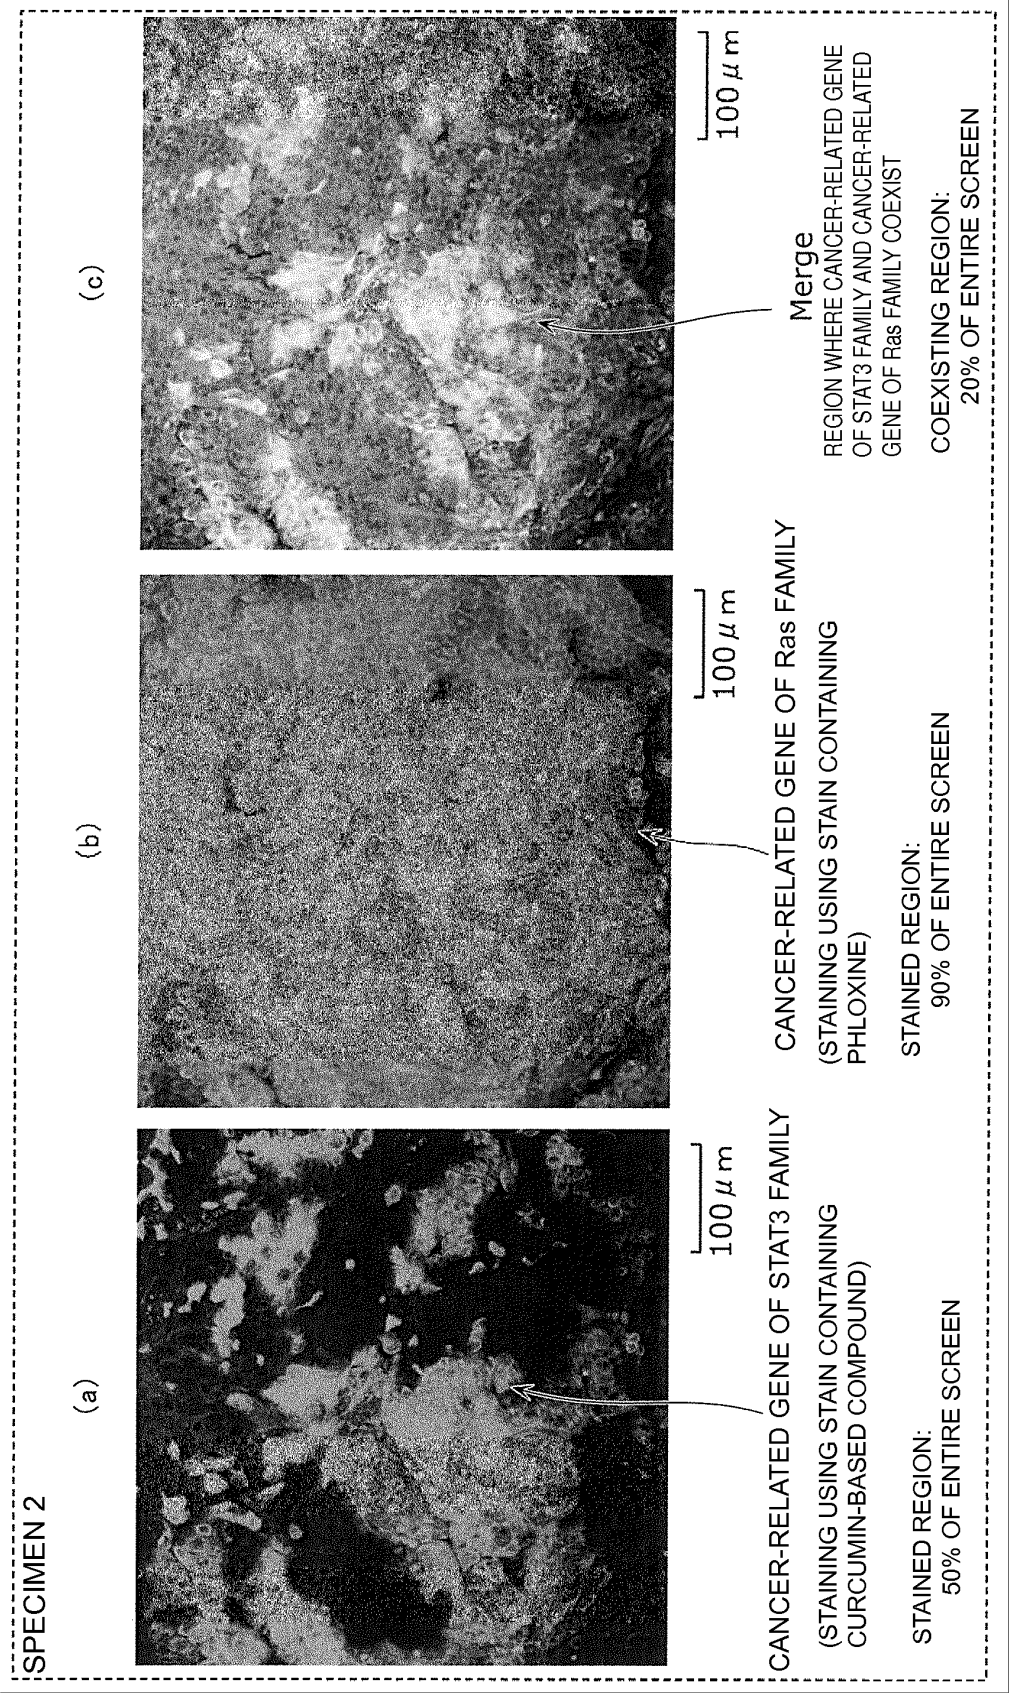 SPECIMEN 2
(a)
100 μm
CANCER-RELATED GENE OF STAT3 FAMILY
(STAINING USING STAIN CONTAINING
CURCUMIN-BASED COMPOUND)
STAINED REGION:
50% OF ENTIRE SCREEN
(b)
100 μm
CANCER-RELATED GENE OF Ras FAMILY
(STAINING USING STAIN CONTAINING
PHLOXINE)
STAINED REGION:
90% OF ENTIRE SCREEN
(c)
100 μm
Merge
REGION WHERE CANCER-RELATED GENE
OF STAT3 FAMILY AND CANCER-RELATED
GENE OF Ras FAMILY COEXIST
COEXISTING REGION:
20% OF ENTIRE SCREEN